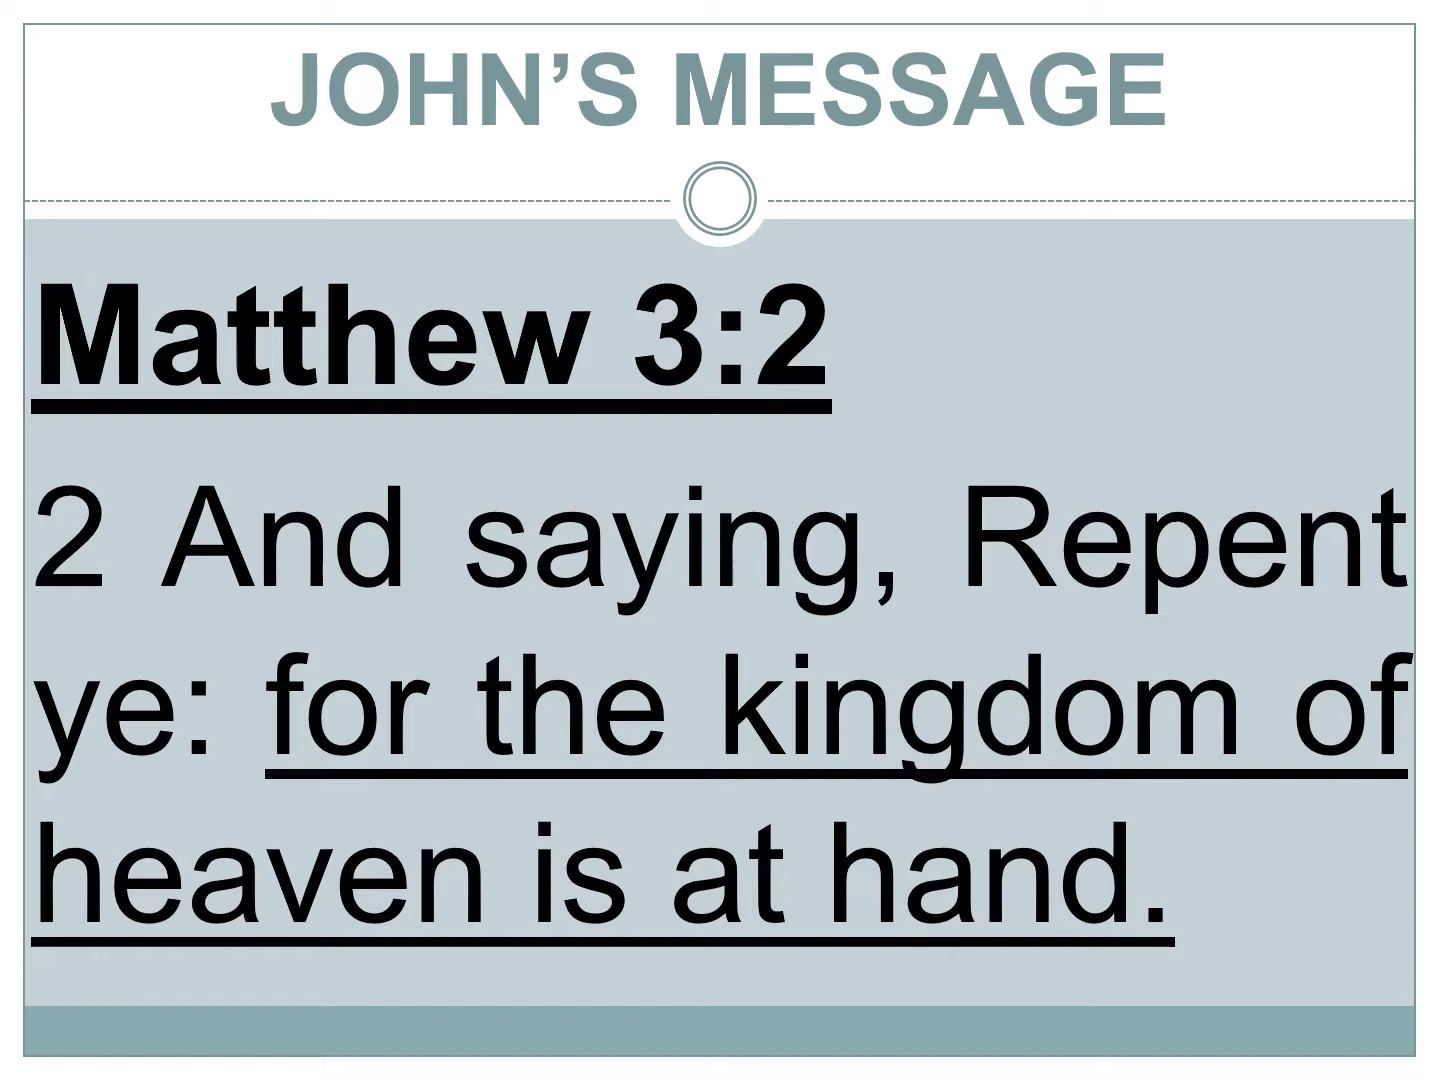 JOHN’S MESSAGE
Matthew 3:2
2 And saying, Repent
ye: for the kingdom of
heaven is at hand.